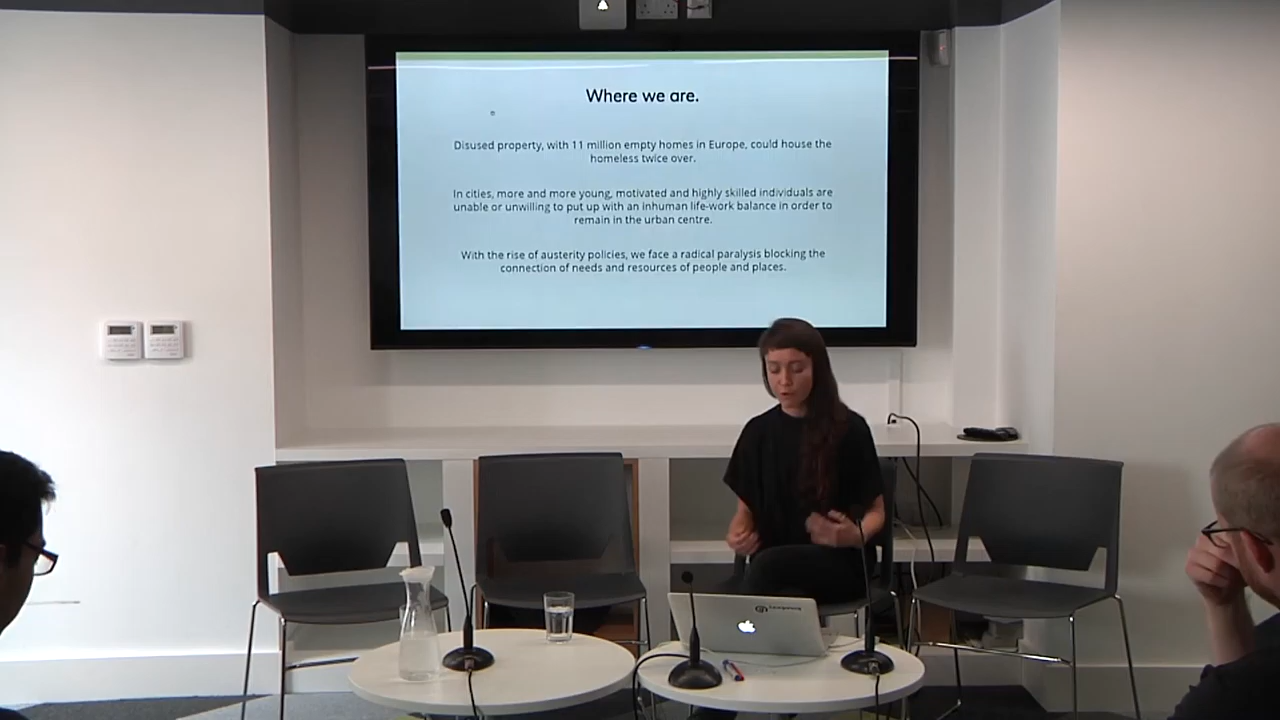 Where we are.
Disused property, with 11 million empty homes in Europe, could house the
homeless twice over.
In cities, more and more young, motivated and highly skilled individuals are
unable or unwilling to put up with an inhuman life-work balance in order to
remain in the urban centre.
With the rise of austerity policies, we face a radical paralysis blocking the
connection of needs and resources of people and places.